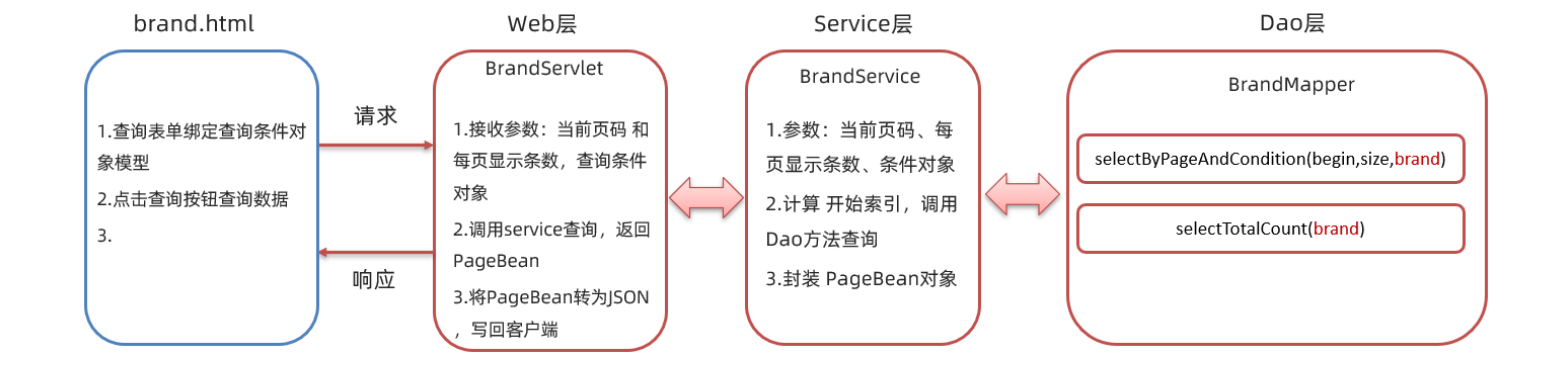 brand.html
1.查询表单绑定查询条件对
象模型
2.点击查询按钮查询数据
3.
请求
响应
Web层
BrandServlet
1.接收参数：当前页码 和
每页显示条数，查询条件
对象
2.调用service查询，返回
PageBean
3.将PageBean转为JSON
，写回客户端
Service层
BrandService
1.参数：当前页码、每
页显示条数、条件对象
2.计算 开始索引，调用
Dao方法查询
3.封装 PageBean对象
Dao层
BrandMapper
selectByPageAndCondition(begin,size,brand)
selectTotalCount(brand)